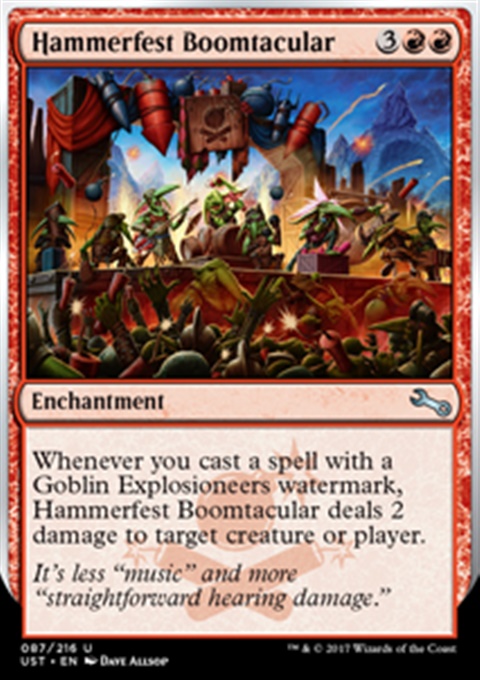 Hammerfest Boomtacular 3
Enchantment
Whenever you cast a spell with a
Goblin Explosioneers watermark,
Hammerfest Boomtacular deals 2
damage to target creature or player.
It's less “music” and more
“straightforward hearing damage.”
087/216 U
UST • EN Dave Allsop
™ & © 2017 Wizards of the Coast